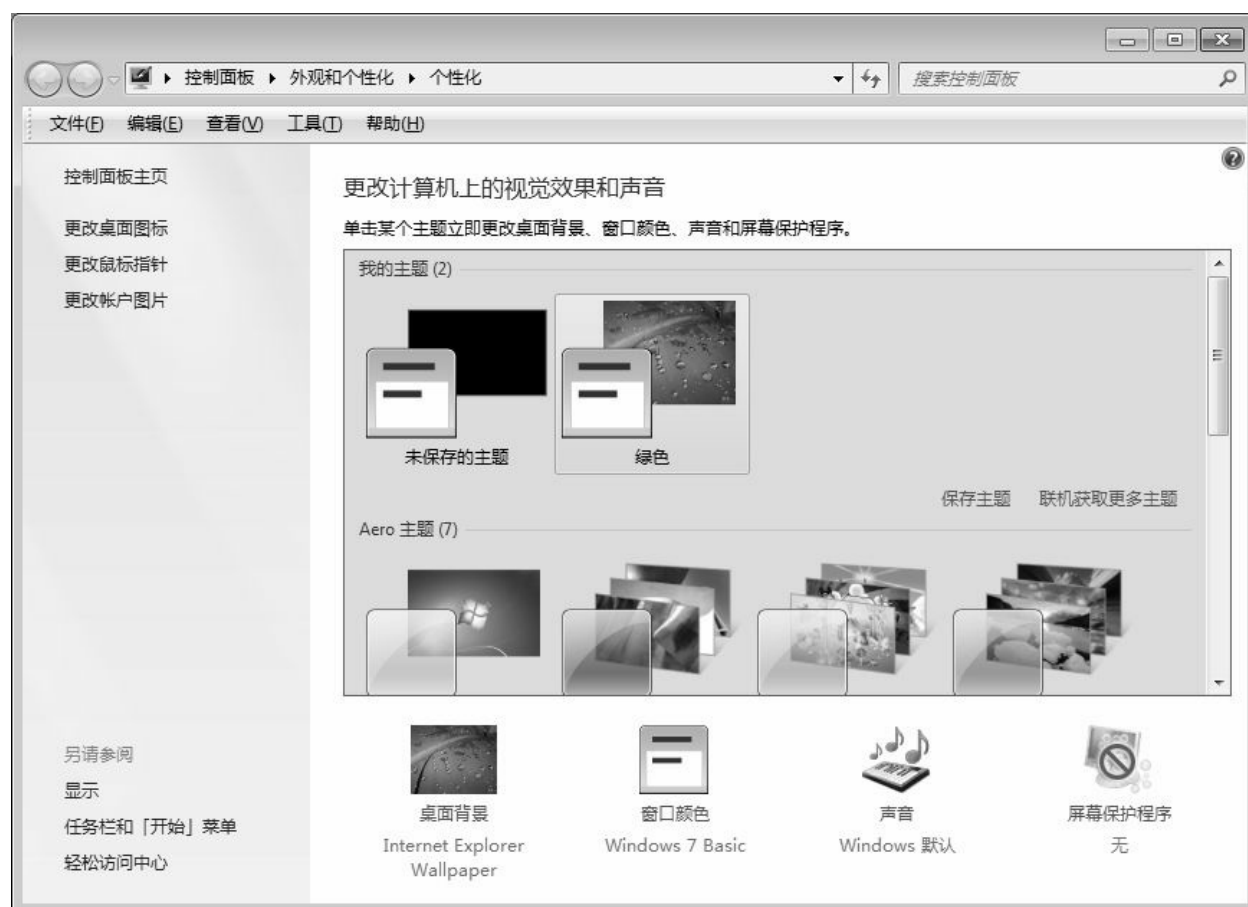 控制面板 外观和个性化 个性化 搜索控制面板
文件(F) 编辑(E) 查看(V) 工具(T) 帮助(H)
控制面板主页
更改桌面图标
更改鼠标指针
更改帐户图片
另请参阅
显示
任务栏和「开始」菜单
轻松访问中心
更改计算机上的视觉效果和声音
单击某个主题立即更改桌面背景、窗口颜色、声音和屏幕保护程序。
我的主题 (2)
未保存的主题 绿色
保存主题 联机获取更多主题
Aero 主题 (7)
桌面背景 窗口颜色 声音 屏幕保护程序
Internet Explorer Windows 7 Basic Windows 默认 无
Wallpaper